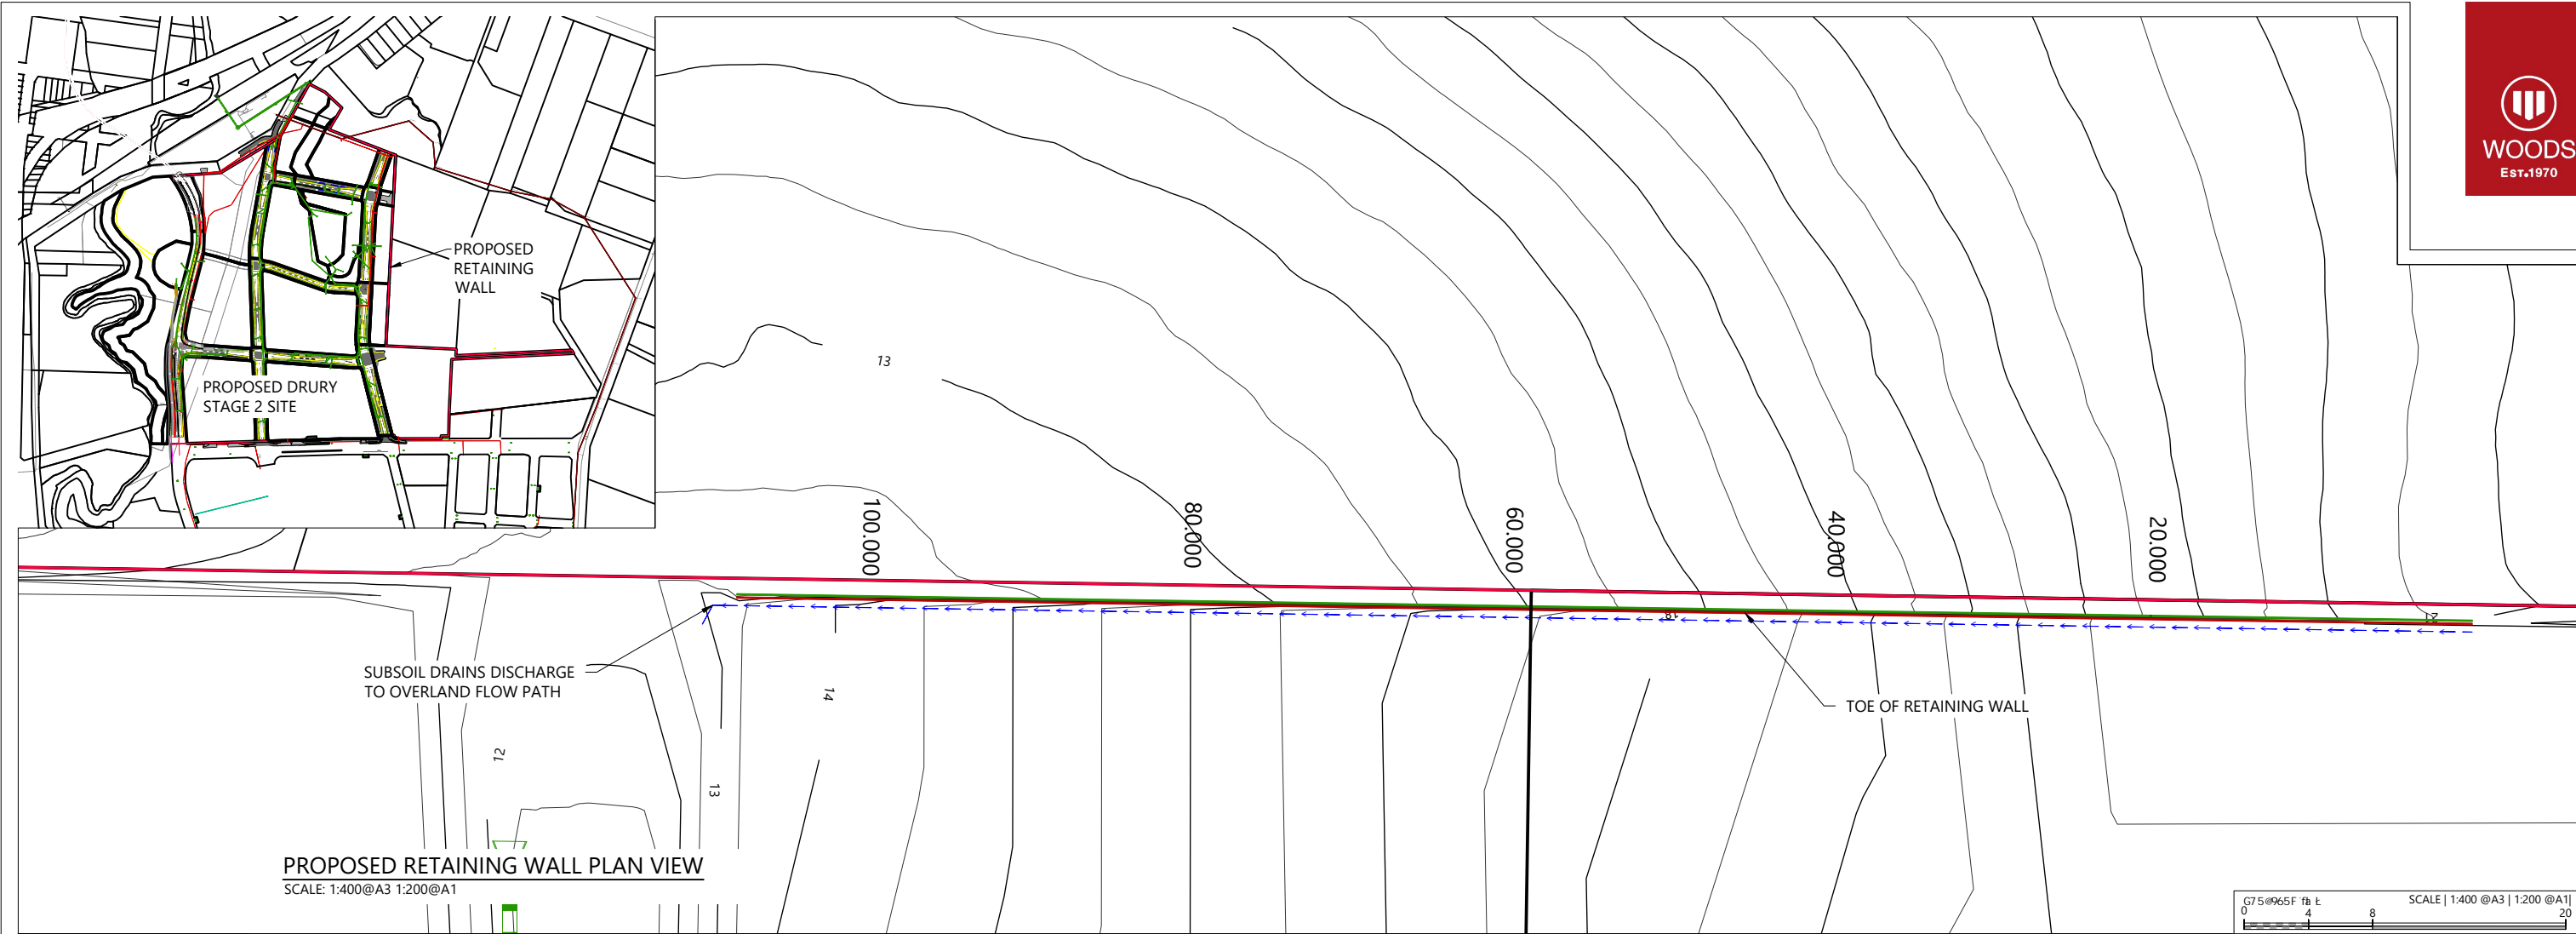 WOODS
EST.1970
PROPOSED
RETAINING
WALL
PROPOSED DRURY
STAGE 2 SITE
13
100.000
80.000
60.000
40.000
20.000
18
21
SUBSOIL DRAINS DISCHARGE
TO OVERLAND FLOW PATH
14
TOE OF RETAINING WALL
12
13
PROPOSED RETAINING WALL PLAN VIEW
SCALE: 1:400@A3 1:200@A1
SCALE | 1:400 @A3 | 1:200 @A1|
0 4 8 20